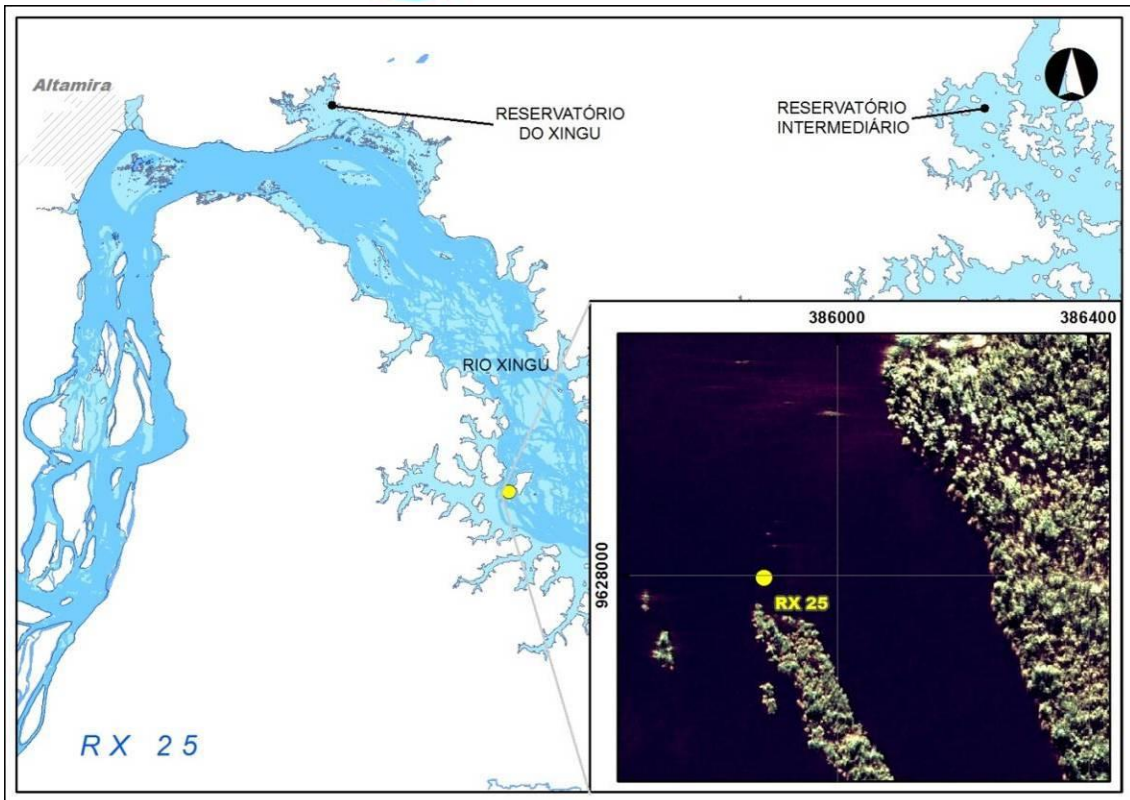 Altamira
RESERVATÓRIO
DO XINGU
RESERVATÓRIO
INTERMEDIÁRIO
RIO XINGU
386000
386400
9628000
RX 25
RX 25